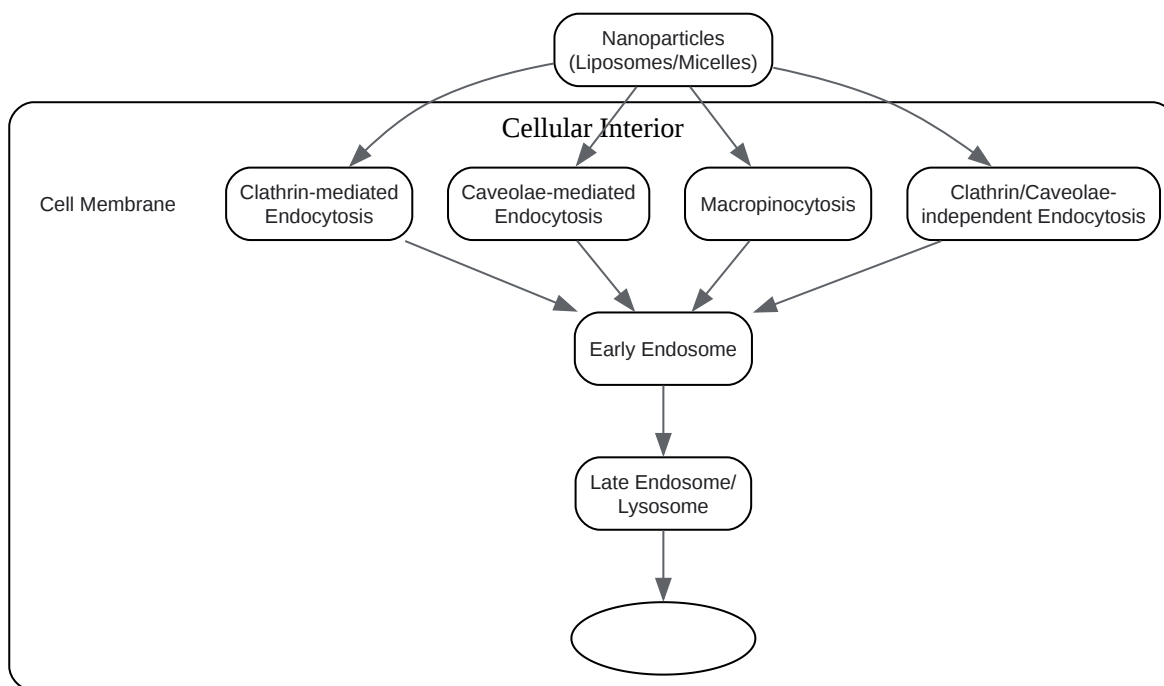 Nanoparticles
(Liposomes/Micelles)
Cellular Interior
Cell Membrane
Clathrin-mediated
Endocytosis
Caveolae-mediated
Endocytosis
Macropinocytosis
Clathrin/Caveolae-
independent Endocytosis
Early Endosome
Late Endosome/
Lysosome